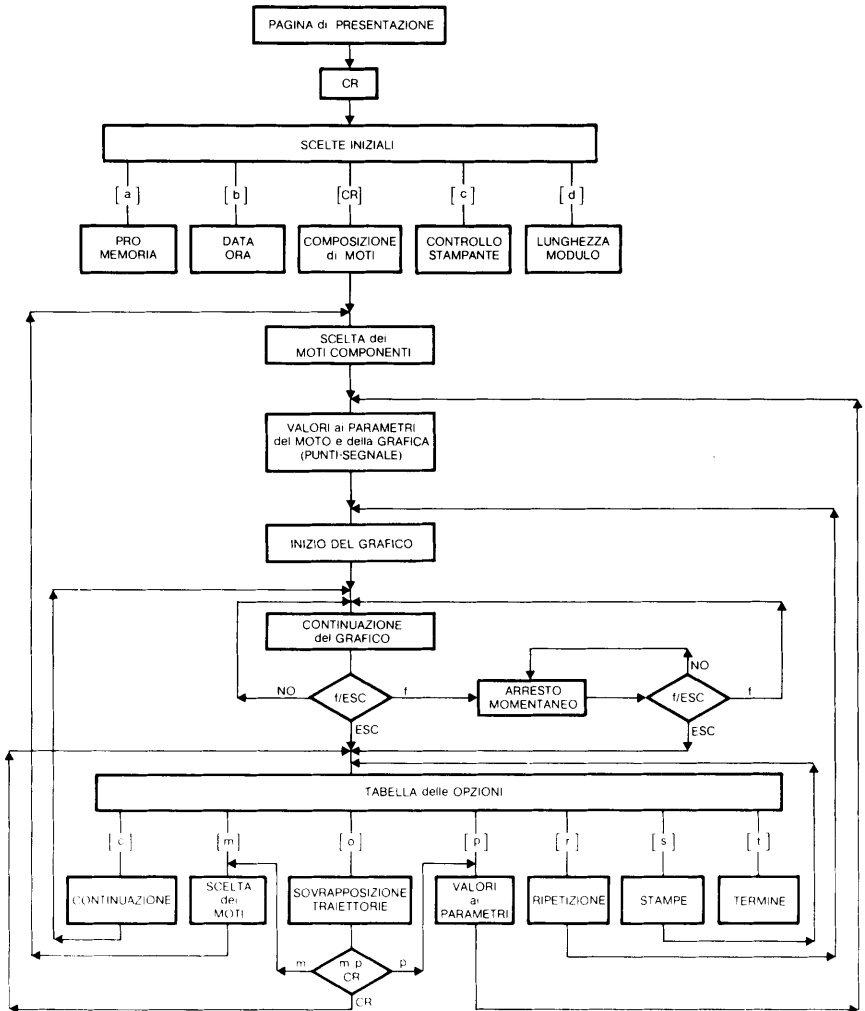 PAGINA di PRESENTAZIONE
CR
SCELTE INIZIALI
[a]
[b]
[CR]
[c]
[d]
PRO
MEMORIA
DATA
ORA
COMPOSIZIONE
di MOTI
CONTROLLO
STAMPANTE
LUNGHEZZA
MODULO
SCELTA dei
MOTI COMPONENTI
VALORI ai PARAMETRI
del MOTO e della GRAFICA
(PUNTI-SEGNALE)
INIZIO DEL GRAFICO
CONTINUAZIONE
del GRAFICO
NO
f/ESC
f
ESC
ARRESTO
MOMENTANEO
NO
f/ESC
f
ESC
TABELLA delle OPZIONI
[c]
[m]
[o]
[p]
[r]
[s]
[t]
CONTINUAZIONE
SCELTA
dei
MOTI
SOVRAPPOSIZIONE
TRAIETTORIE
VALORI
ai
PARAMETRI
RIPETIZIONE
STAMPE
TERMINE
m
m p
CR
p
CR